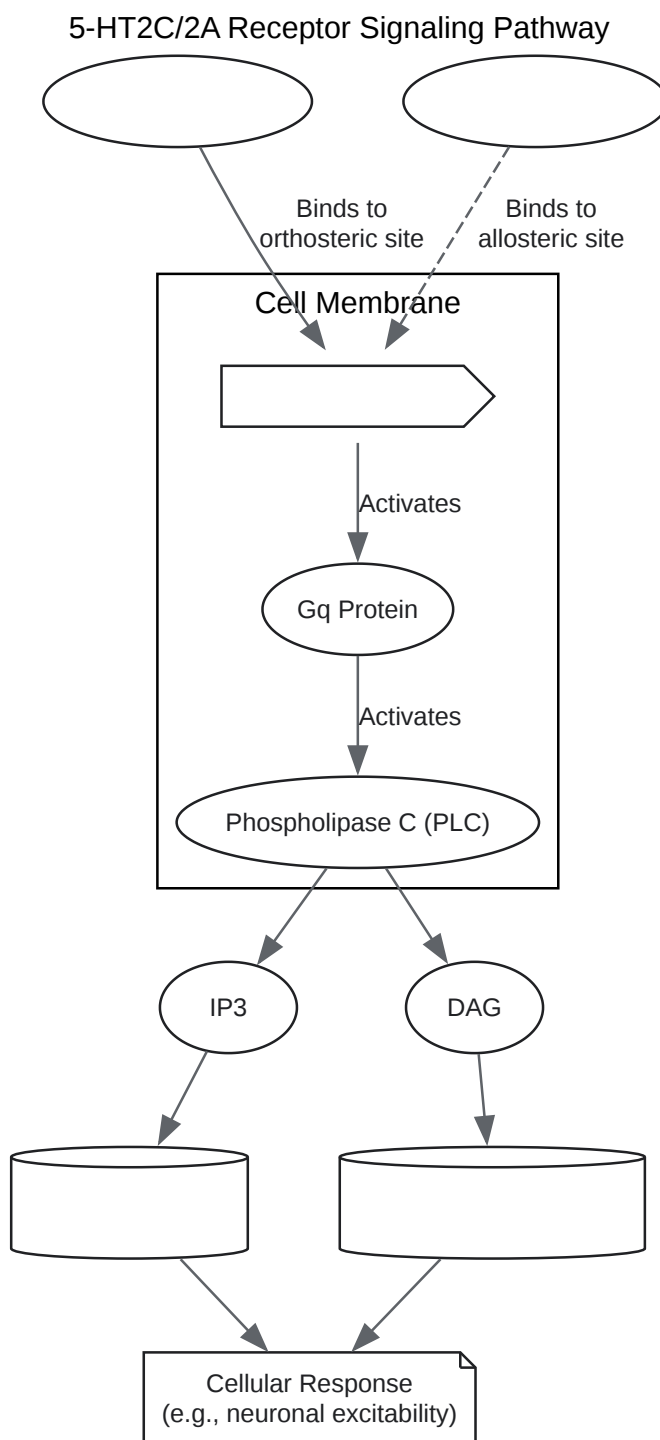 5-HT2C/2A Receptor Signaling Pathway
Binds to
orthosteric site
Binds to
allosteric site
Cell Membrane
Activates
Gq Protein
Activates
Phospholipase C (PLC)
IP3
DAG
Cellular Response
(e.g., neuronal excitability)